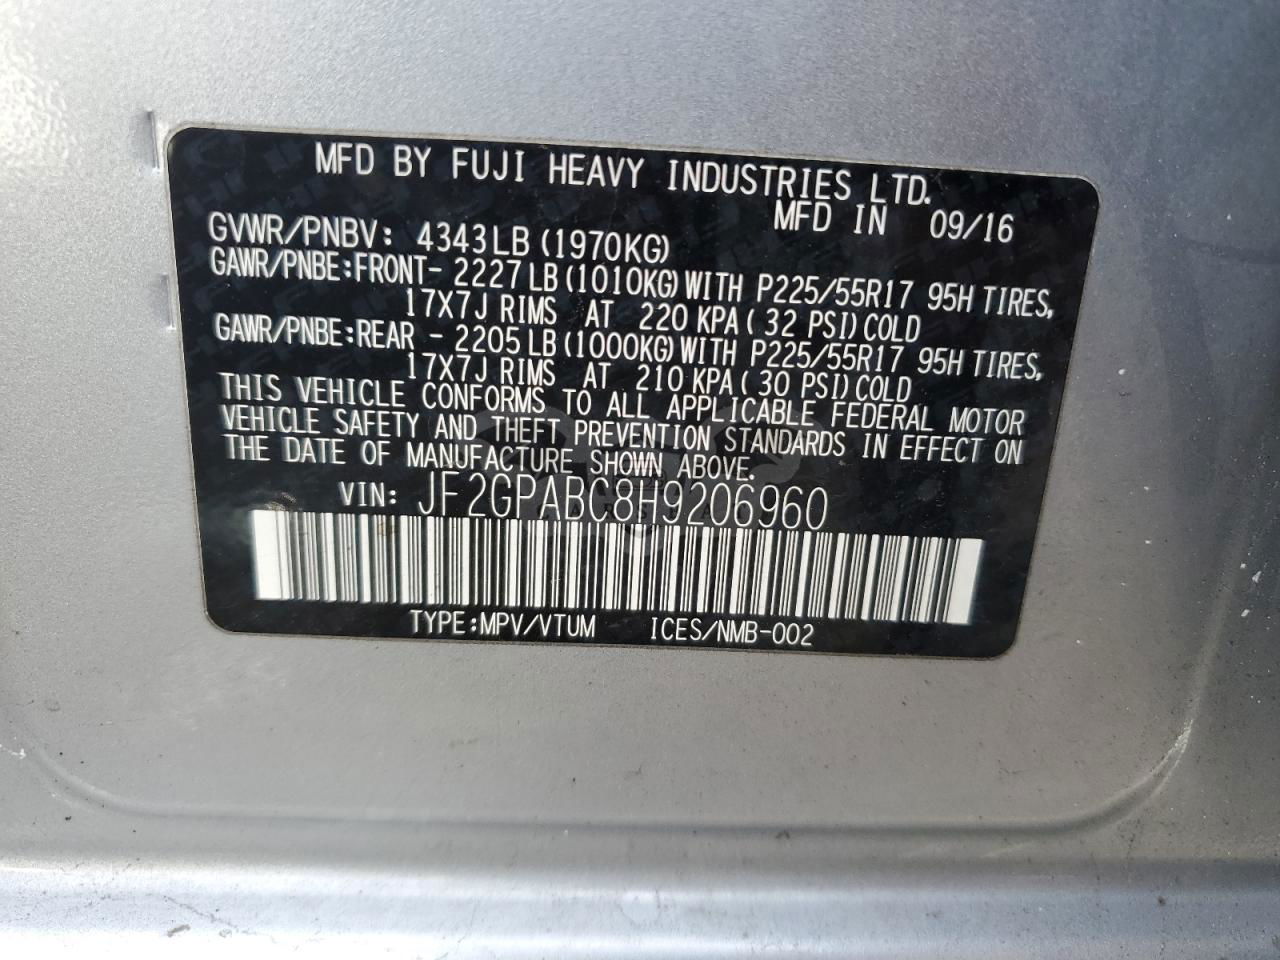 MFD BY FUJI HEAVY INDUSTRIES LTD.
MFD IN 09/16
GVWR/PNBV: 4343LB (1970KG)
GAWR/PNBE:FRONT- 2227 LB (1010KG) WITH P225/55R17 95H TIRES,
17X7J RIMS AT 220 KPA ( 32 PSI) COLD
GAWR/PNBE:REAR - 2205 LB (1000KG) WITH P225/55R17 95H TIRES,
17X7J RIMS AT 210 KPA ( 30 PSI) COLD
THIS VEHICLE CONFORMS TO ALL APPLICABLE FEDERAL MOTOR
VEHICLE SAFETY AND THEFT PREVENTION STANDARDS IN EFFECT ON
THE DATE OF MANUFACTURE SHOWN ABOVE.
VIN: JF2GPABC8H9206960
TYPE:MPV/VTUM ICES/NMB-002